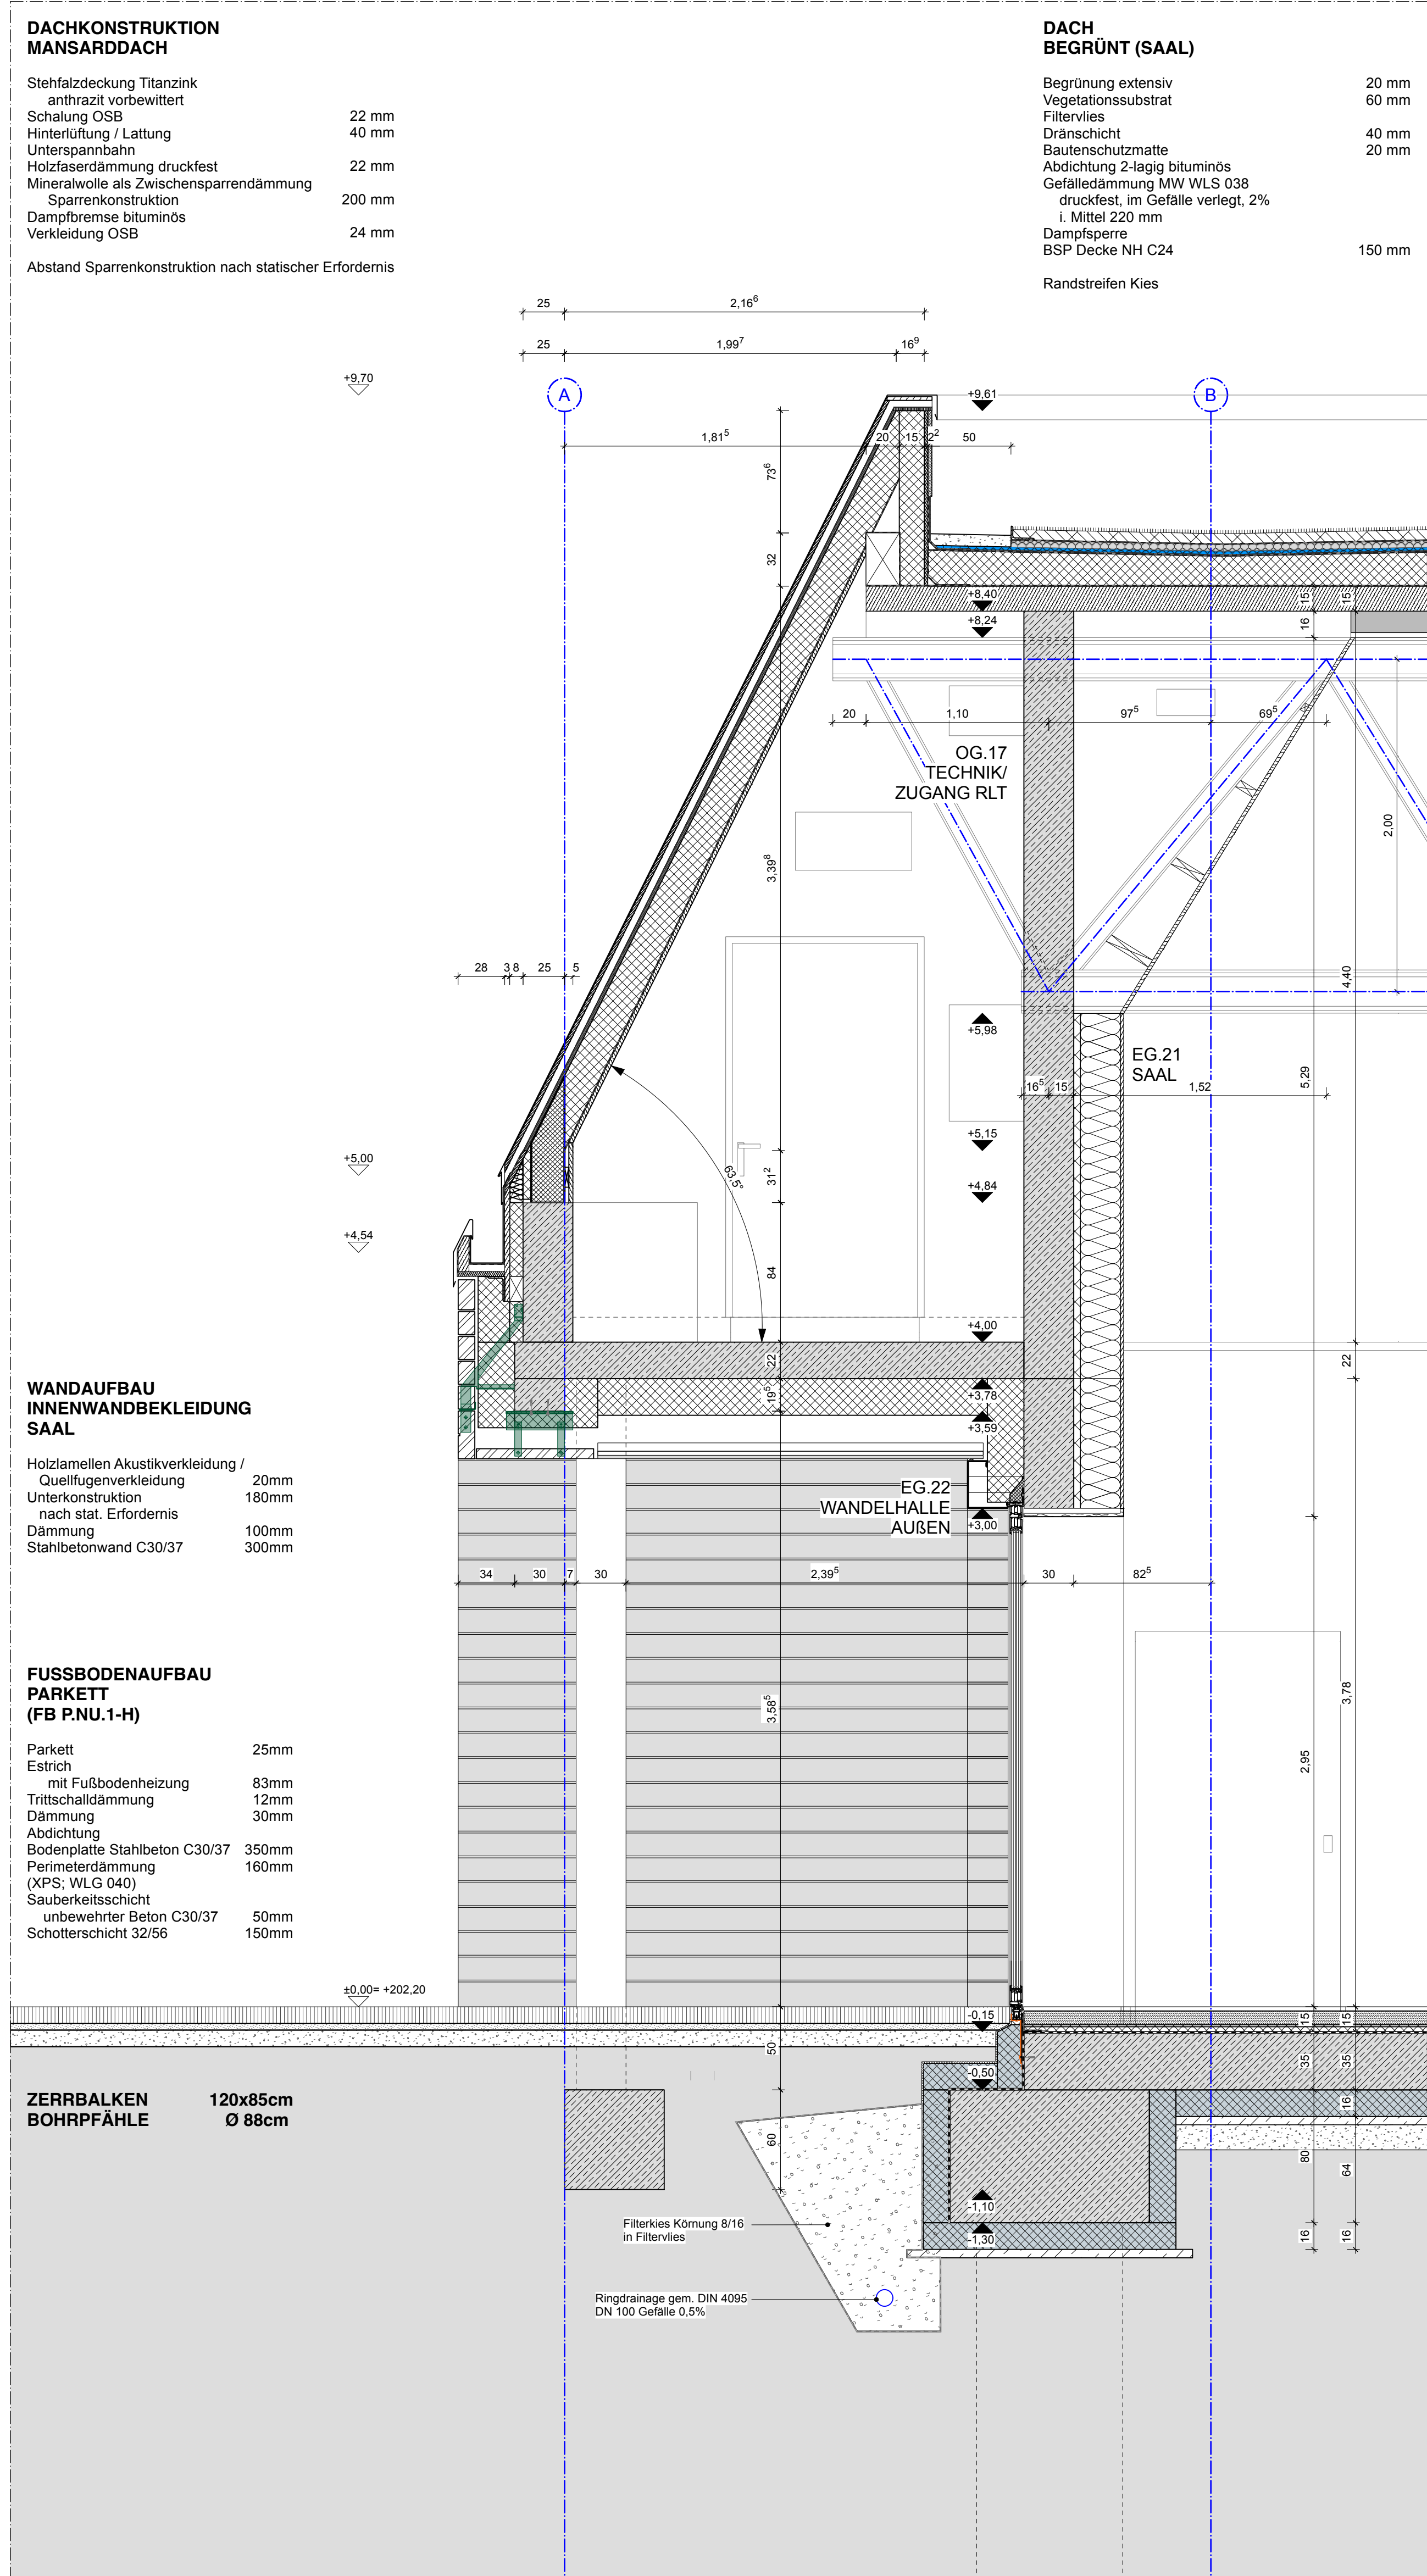 DACHKONSTRUKTION
MANSARDDACH
Stehfalzdeckung Titanzink
anthrazit vorbewittert
Schalung OSB 22 mm
Hinterlüftung / Lattung 40 mm
Unterspannbahn
Holzfaserdämmung druckfest 22 mm
Mineralwolle als Zwischensparrendämmung
Sparrenkonstruktion 200 mm
Dampfbremse bituminös
Verkleidung OSB 24 mm
Abstand Sparrenkonstruktion nach statischer Erfordernis
DACH
BEGRÜNT (SAAL)
Begrünung extensiv 20 mm
Vegetationssubstrat 60 mm
Filtervlies
Dränschicht 40 mm
Bautenschutzmatte 20 mm
Abdichtung 2-lagig bituminös
Gefälledämmung MW WLS 038
druckfest, im Gefälle verlegt, 2%
i. Mittel 220 mm
Dampfsperre
BSP Decke NH C24 150 mm
Randstreifen Kies
25 2,16⁶
25 1,99⁷ 16⁹
+9,70
A
+9,61
B
1,81⁵ 20 15 2² 50
73⁶
32
+8,40
15 15
+8,24
16
20 1,10 97⁵ 69⁵
OG.17
TECHNIK/
ZUGANG RLT
2,00
3,39⁸
28 3 8 25 5
4,40
+5,98
EG.21
SAAL
5,29
16⁵ 15 1,52
+5,15
+5,00
63,5°
31²
+4,84
+4,54
84
+4,00
22 22
+3,78
19⁵
+3,59
WANDAUFBAU
INNENWANDBEKLEIDUNG
SAAL
Holzlamellen Akustikverkleidung /
Quellfugenverkleidung 20mm
Unterkonstruktion 180mm
nach stat. Erfordernis
Dämmung 100mm
Stahlbetonwand C30/37 300mm
EG.22
WANDELHALLE
AUßEN
+3,00
34 30 7 30 2,39⁵ 30 82⁵
FUSSBODENAUFBAU
PARKETT
(FB P.NU.1-H)
Parkett 25mm
Estrich
mit Fußbodenheizung 83mm
Trittschalldämmung 12mm
Dämmung 30mm
Abdichtung
Bodenplatte Stahlbeton C30/37 350mm
Perimeterdämmung 160mm
(XPS; WLG 040)
Sauberkeitsschicht
unbewehrter Beton C30/37 50mm
Schotterschicht 32/56 150mm
3,58⁵
3,78
2,95
±0,00= +202,20
-0,15
15 15
50
35 35
-0,50
ZERRBALKEN 120x85cm
BOHRPFÄHLE Ø 88cm
16
60
80 64
-1,10
Filterkies Körnung 8/16
in Filtervlies
-1,30
16 16
Ringdrainage gem. DIN 4095
DN 100 Gefälle 0,5%